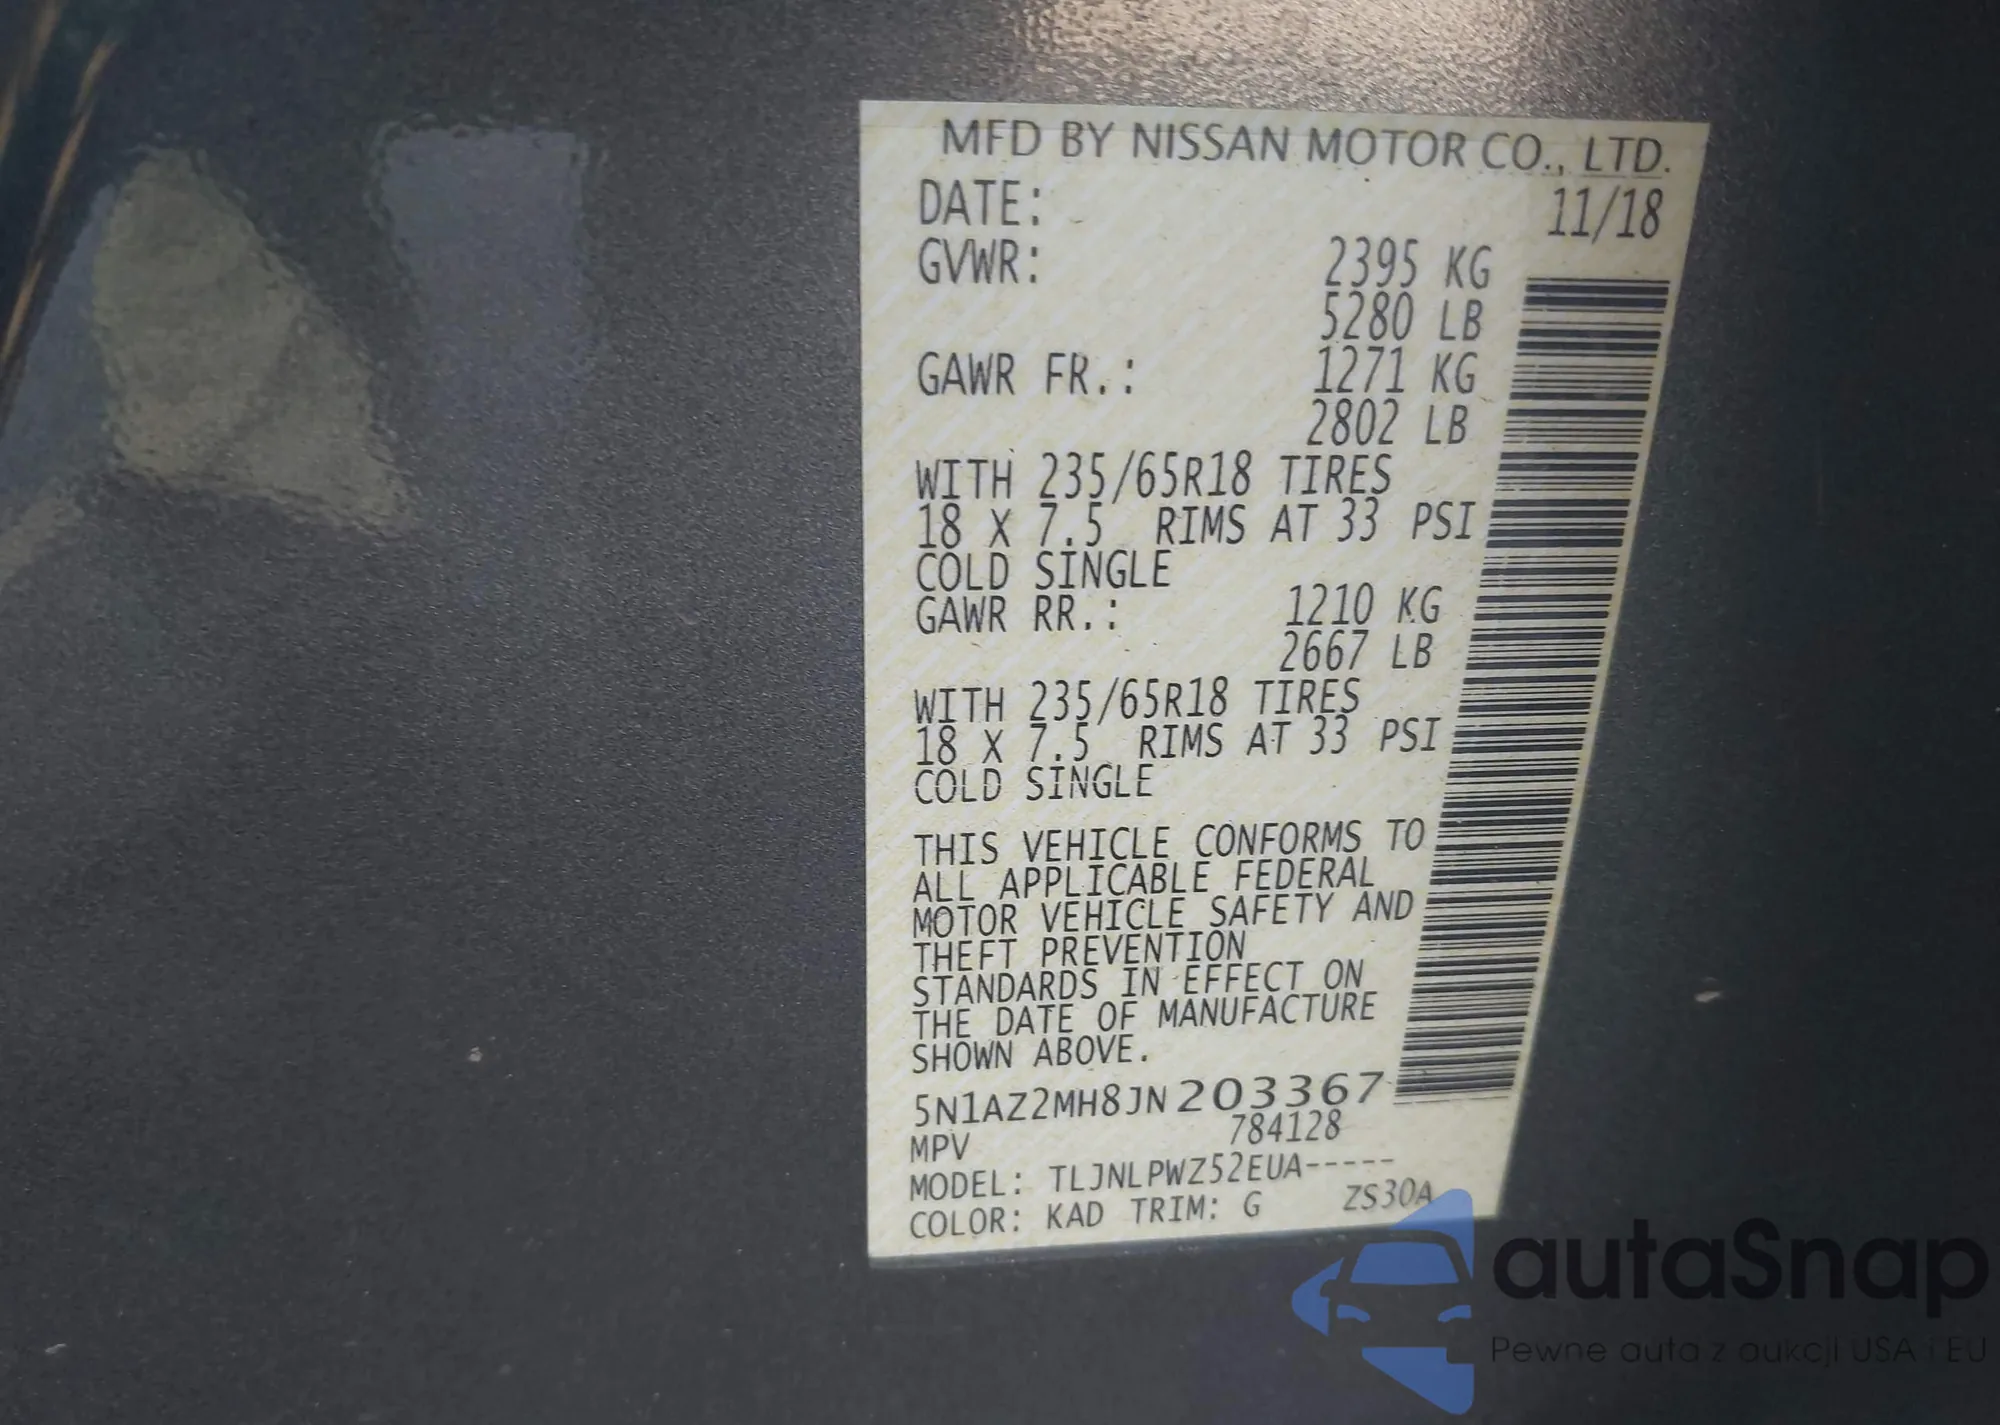 MFD BY NISSAN MOTOR CO., LTD.
DATE: 11/18
GVWR: 2395 KG
5280 LB
GAWR FR.: 1271 KG
2802 LB
WITH 235/65R18 TIRES
18 X 7.5 RIMS AT 33 PSI
COLD SINGLE
GAWR RR.: 1210 KG
2667 LB
WITH 235/65R18 TIRES
18 X 7.5 RIMS AT 33 PSI
COLD SINGLE
THIS VEHICLE CONFORMS TO
ALL APPLICABLE FEDERAL
MOTOR VEHICLE SAFETY AND
THEFT PREVENTION
STANDARDS IN EFFECT ON
THE DATE OF MANUFACTURE
SHOWN ABOVE.
5N1AZ2MH8JN203367
MPV 784128
MODEL: TLJNLPWZ52EUA-----
COLOR: KAD TRIM: G ZS30A
autaSnap
Pewne auta z aukcji USA i EU